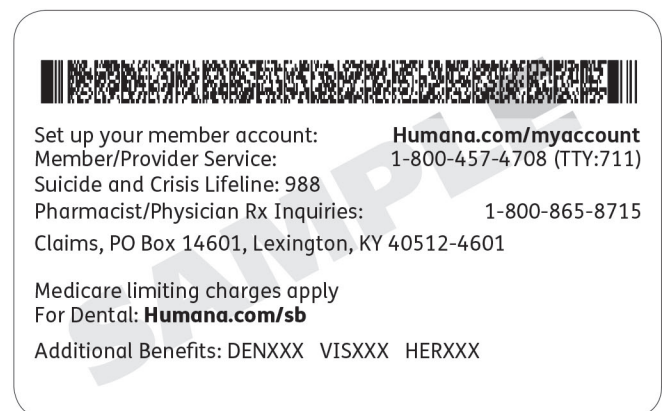 Set up your member account: Humana.com/myaccount
Member/Provider Service: 1-800-457-4708 (TTY:711)
Suicide and Crisis Lifeline: 988
Pharmacist/Physician Rx Inquiries: 1-800-865-8715
Claims, PO Box 14601, Lexington, KY 40512-4601
Medicare limiting charges apply
For Dental: Humana.com/sb
Additional Benefits: DENXXX VISXXX HERXXX
SAMPLE